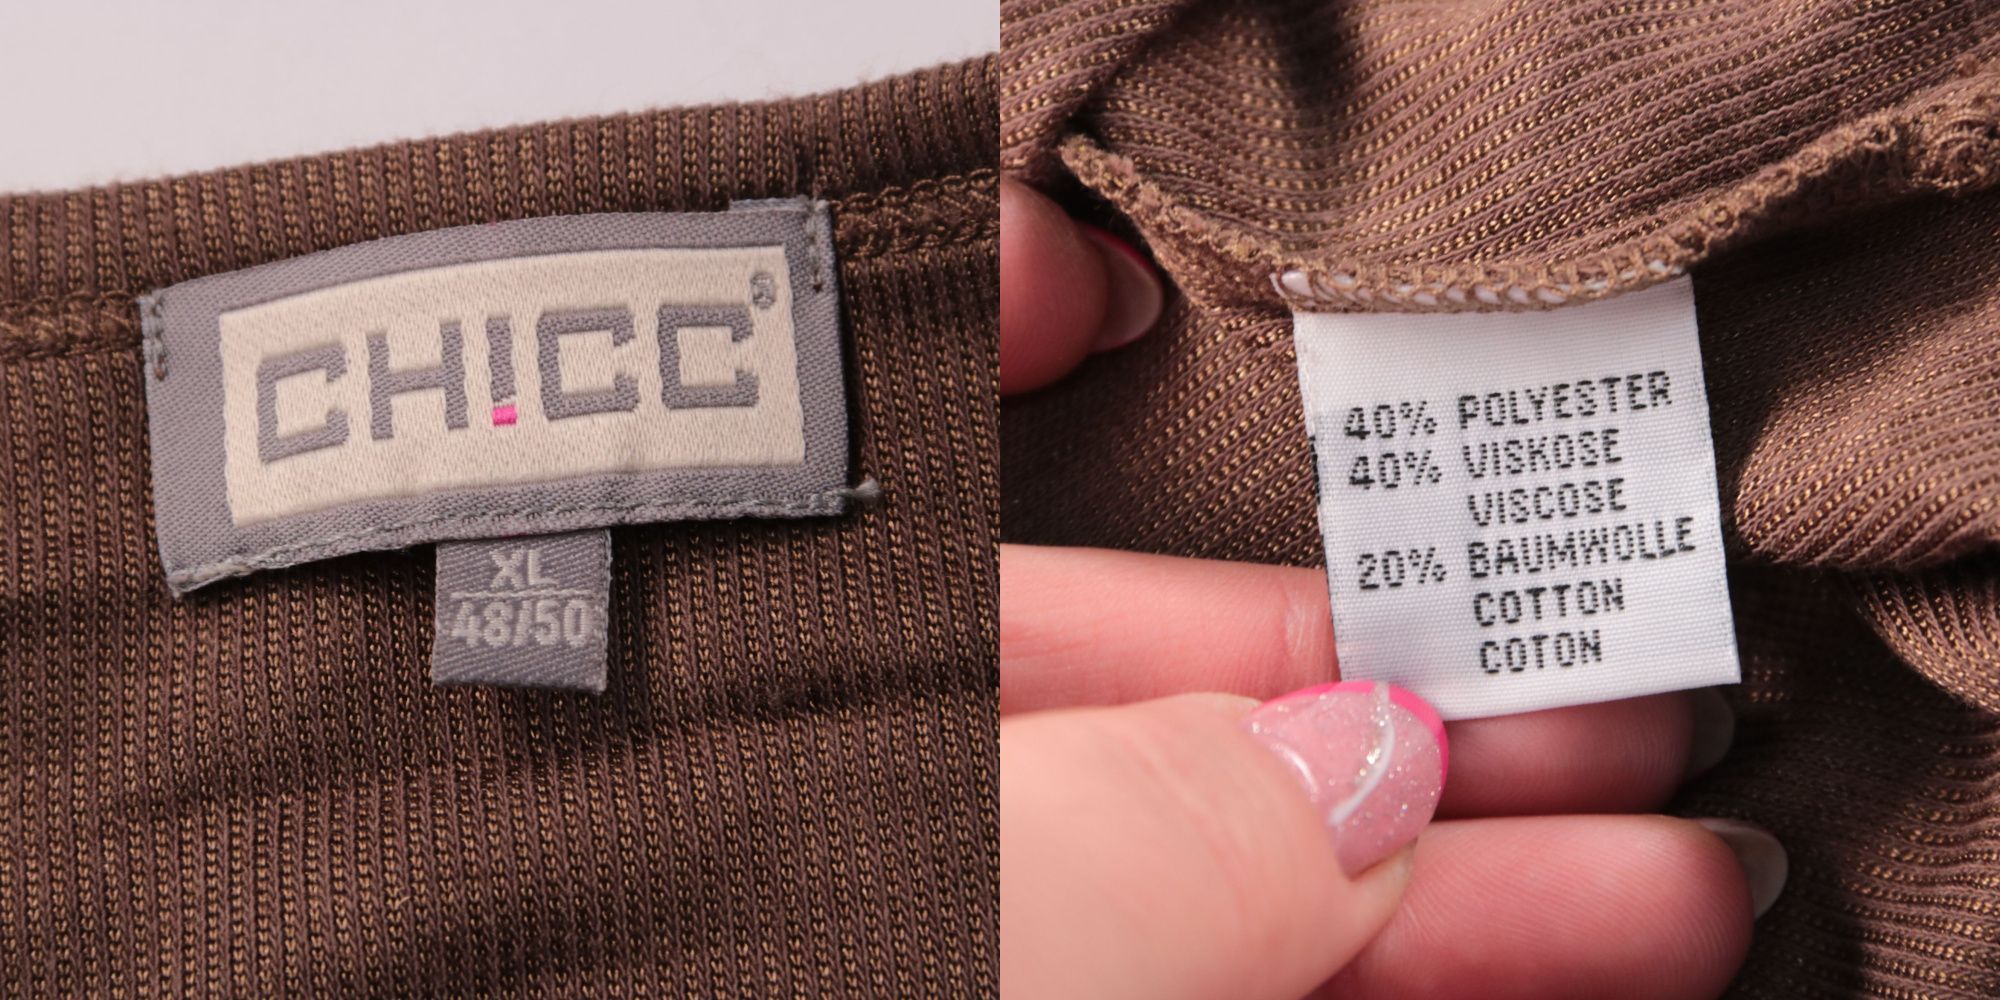 CH!CC®
XL
48/50
40% POLYESTER
40% VISKOSE
VISCOSE
20% BAUMWOLLE
COTTON
COTON